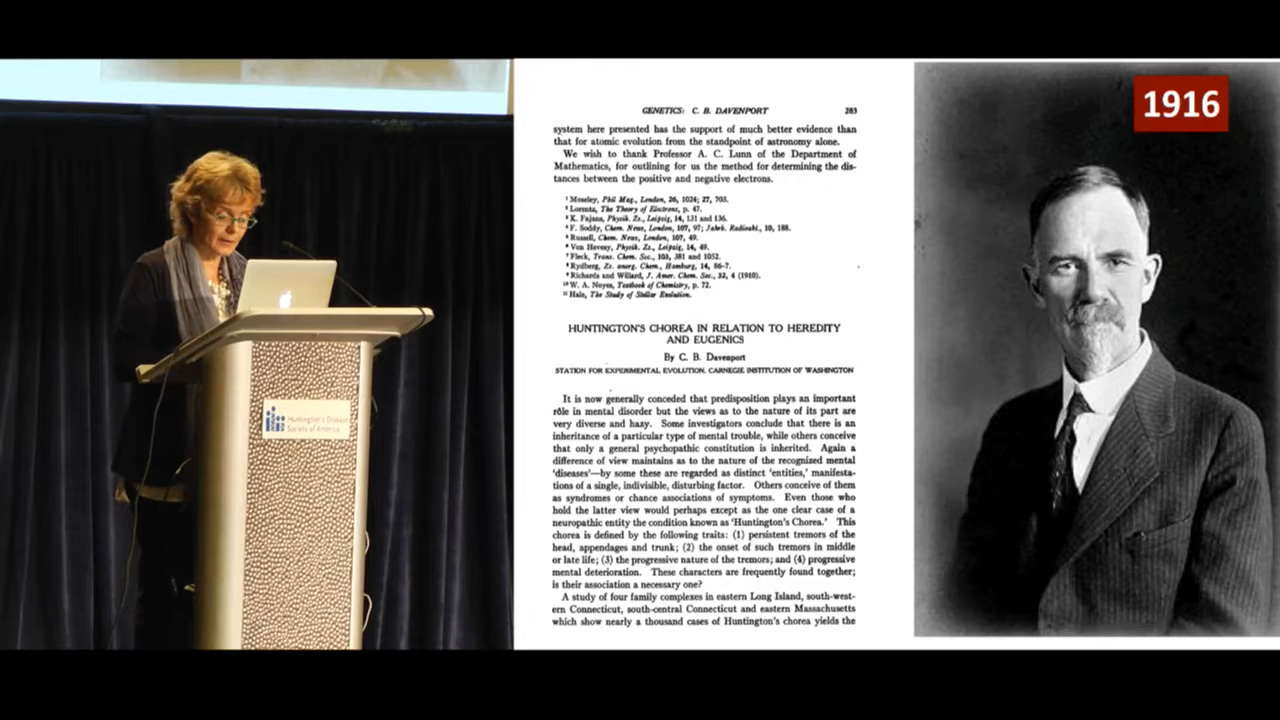 Huntington's Disease
Society of America
GENETICS: C. B. DAVENPORT 283
system here presented has the support of much better evidence than
that for atomic evolution from the standpoint of astronomy alone.
We wish to thank Professor A. C. Lunn of the Department of
Mathematics, for outlining for us the method for determining the dis-
tances between the positive and negative electrons.
¹ Moseley, Phil Mag., London, 26, 1024; 27, 703.
² Lorentz, The Theory of Electrons, p. 47.
³ K. Fajans, Physik. Zs., Leipzig, 14, 131 and 136.
⁴ F. Soddy, Chem. News, London, 107, 97; Jahrb. Radioakt., 10, 188.
⁵ Russell, Chem. News, London, 107, 49.
⁶ Von Hevesy, Physik. Zs., Leipzig, 14, 49.
⁷ Fleck, Trans. Chem. Soc., 103, 381 and 1052.
⁸ Rydberg, Zs. anorg. Chem., Hamburg, 14, 86-7.
⁹ Richards and Willard, J. Amer. Chem. Soc., 32, 4 (1910).
¹⁰ W. A. Noyes, Textbook of Chemistry, p. 72.
¹¹ Hale, The Study of Stellar Evolution.
HUNTINGTON'S CHOREA IN RELATION TO HEREDITY
AND EUGENICS
By C. B. Davenport
STATION FOR EXPERIMENTAL EVOLUTION, CARNEGIE INSTITUTION OF WASHINGTON
It is now generally conceded that predisposition plays an important
rôle in mental disorder but the views as to the nature of its part are
very diverse and hazy. Some investigators conclude that there is an
inheritance of a particular type of mental trouble, while others conceive
that only a general psychopathic constitution is inherited. Again a
difference of view maintains as to the nature of the recognized mental
'diseases'—by some these are regarded as distinct 'entities,' manifesta-
tions of a single, indivisible, disturbing factor. Others conceive of them
as syndromes or chance associations of symptoms. Even those who
hold the latter view would perhaps except as the one clear case of a
neuropathic entity the condition known as 'Huntington's Chorea.' This
chorea is defined by the following traits: (1) persistent tremors of the
head, appendages and trunk; (2) the onset of such tremors in middle
or late life; (3) the progressive nature of the tremors; and (4) progressive
mental deterioration. These characters are frequently found together;
is their association a necessary one?
A study of four family complexes in eastern Long Island, south-west-
ern Connecticut, south-central Connecticut and eastern Massachusetts
which show nearly a thousand cases of Huntington's chorea yields the
1916